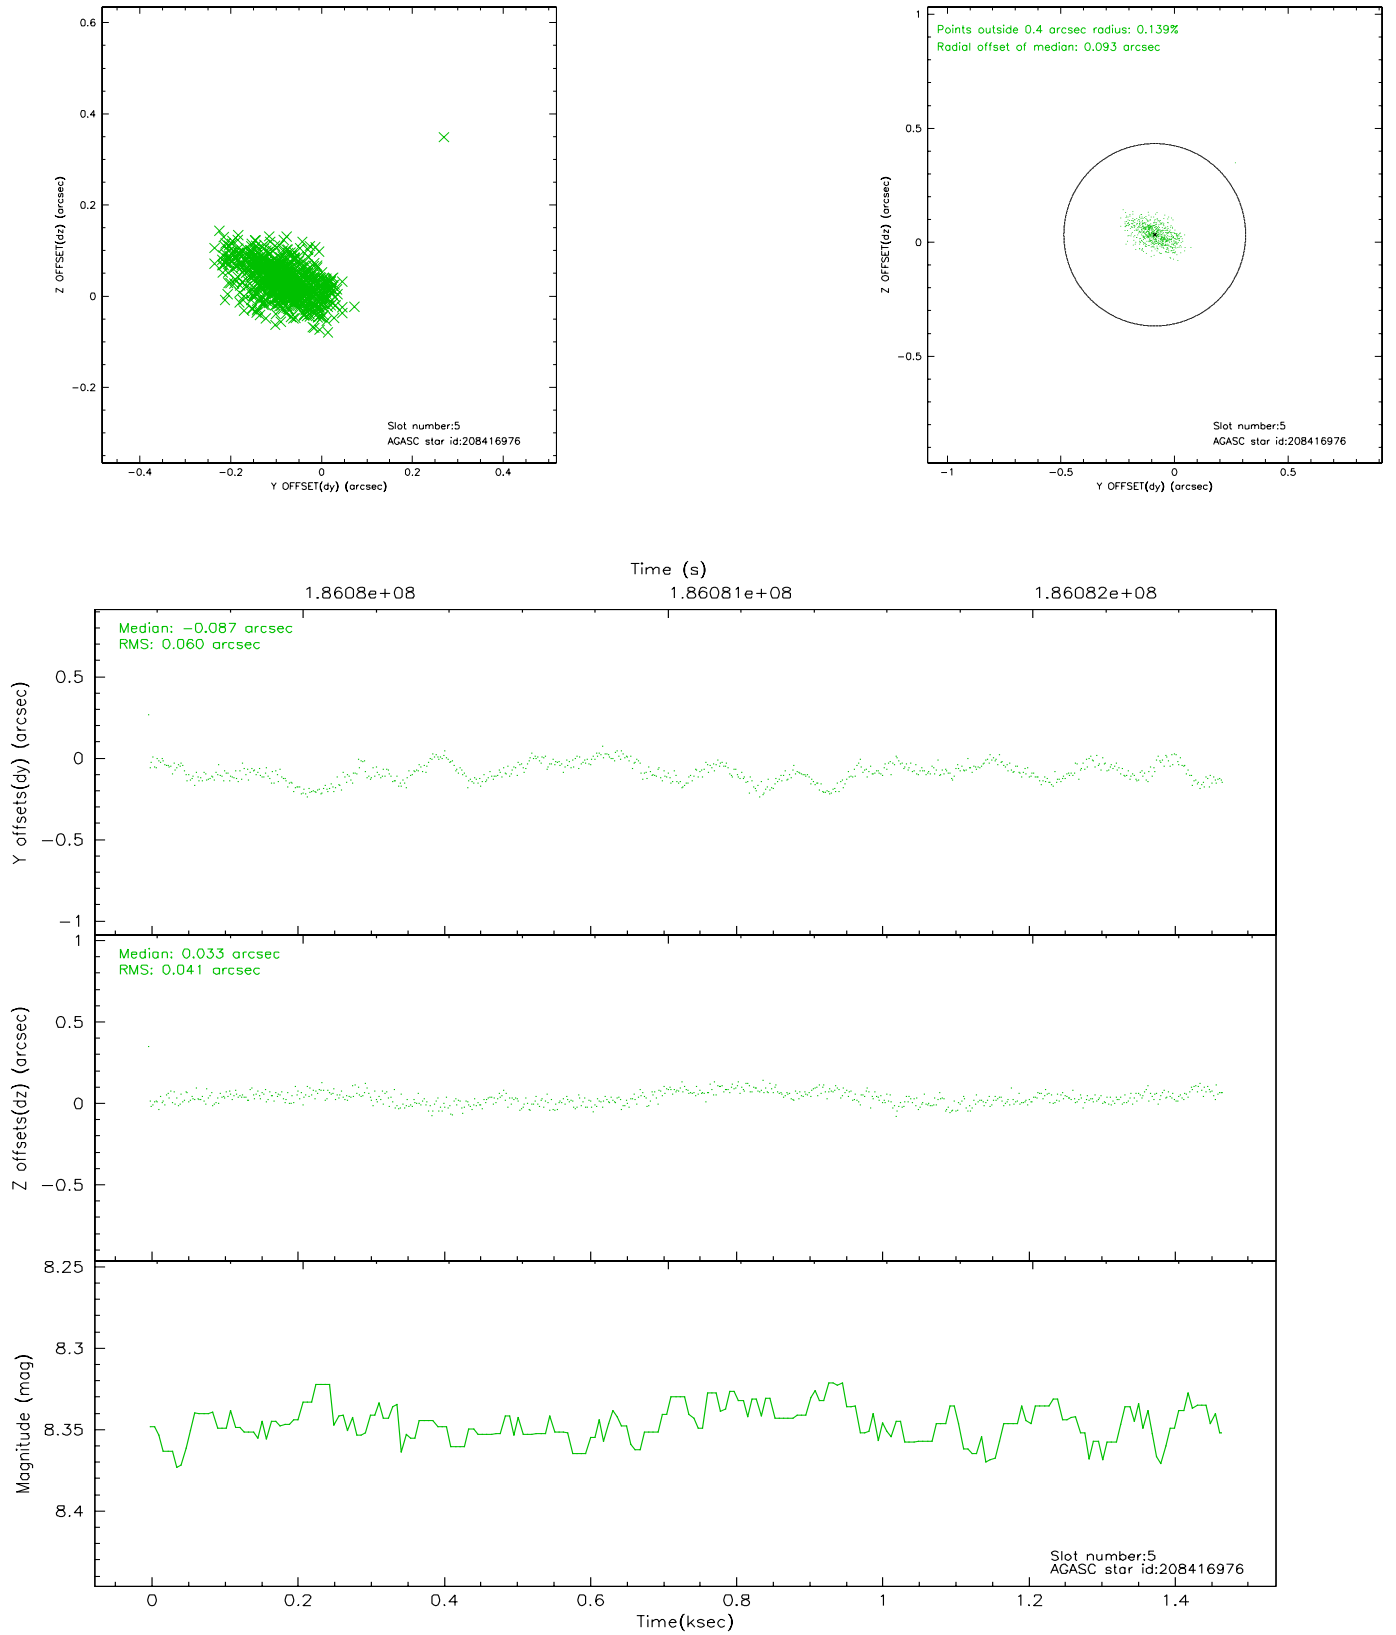 0.6
0.4
0.2
0
−0.2
Z OFFSET(dz) (arcsec)
Slot number:5
AGASC star id:208416976
−0.4 −0.2 0 0.2 0.4
Y OFFSET(dy) (arcsec)
Points outside 0.4 arcsec radius: 0.139%
Radial offset of median: 0.093 arcsec
1
0.5
0
−0.5
Z OFFSET(dz) (arcsec)
Slot number:5
AGASC star id:208416976
−1 −0.5 0 0.5
Y OFFSET(dy) (arcsec)
Time (s)
1.8608e+08 1.86081e+08 1.86082e+08
Median: −0.087 arcsec
RMS: 0.060 arcsec
0.5
0
−0.5
−1
Y offsets(dy) (arcsec)
Median: 0.033 arcsec
RMS: 0.041 arcsec
1
0.5
0
−0.5
Z offsets(dz) (arcsec)
8.25
8.3
8.35
8.4
Magnitude (mag)
Slot number:5
AGASC star id:208416976
0 0.2 0.4 0.6 0.8 1 1.2 1.4
Time(ksec)